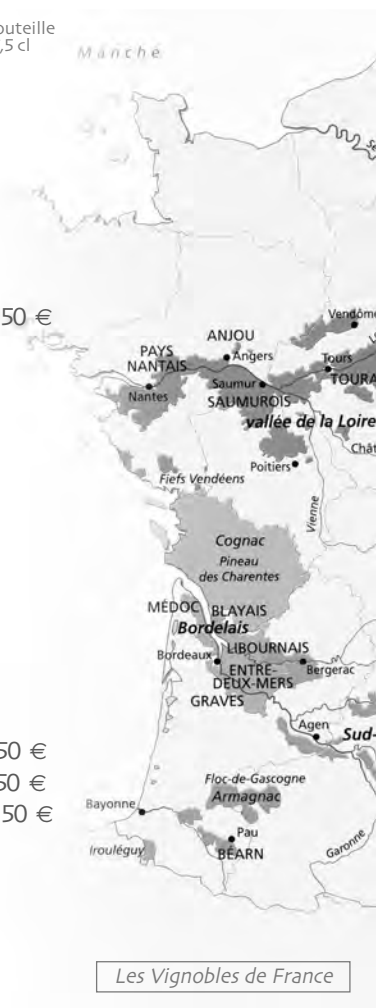 outeille
,5 cl
Manche
Se
50 €
Vendôme
ANJOU
PAYS
NANTAIS
Angers
Tours
Saumur
TOURA
Nantes
SAUMUROIS
vallée de la Loire
Chât
Poitiers
Fiefs Vendéens
Vienne
Cognac
Pineau
des Charentes
MÉDOC
BLAYAIS
Bordelais
LIBOURNAIS
Bordeaux
Bergerac
ENTRE-
DEUX-MERS
GRAVES
Agen
Sud-
50 €
Floc-de-Gascogne
50 €
Armagnac
Bayonne
50 €
Pau
Irouléguy
BÉARN
Garonne
Les Vignobles de France